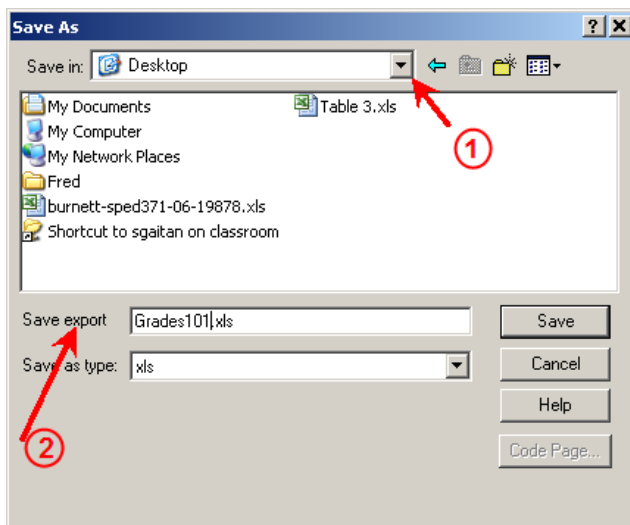 Save As
Save in: Desktop
My Documents Table 3.xls
My Computer
My Network Places
Fred
burnett-sped371-06-19878.xls
Shortcut to sgaitan on classroom
1
Save export Grades101.xls Save
Save as type: xls Cancel
Help
2
Code Page...